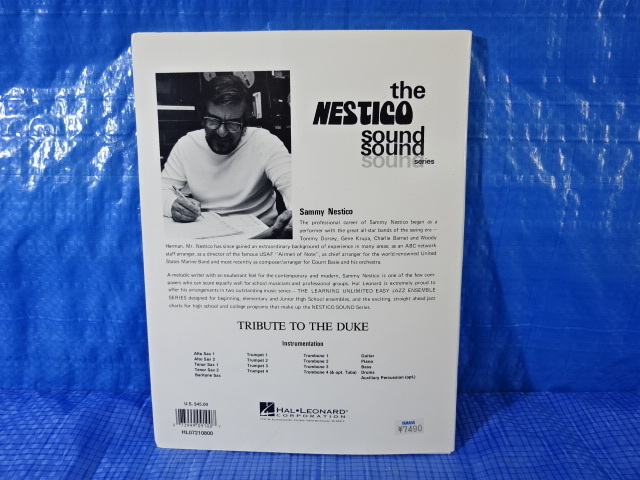 the
NESTICO
sound
sound
sound
series
Sammy Nestico
The professional career of Sammy Nestico began as a
performer with the great all-star bands of the swing era —
Tommy Dorsey, Gene Krupa, Charlie Barnet and Woody
Herman. Mr. Nestico has since gained an extraordinary background of experience in many areas; as an ABC network
staff arranger, as a director of the famous USAF "Airmen of Note", as chief arranger for the world-renowned United States
Marine Band and most recently as composer/arranger for Count Basie and his orchestra.
A melodic writer with an exuberant feel for the contemporary and modern, Sammy Nestico is one of the few com-
posers who can score equally well for school musicians and professional groups. Hal Leonard is extremely proud to
offer his arrangements in two outstanding music series — THE LEARNING UNLIMITED EASY JAZZ ENSEMBLE
SERIES designed for beginning, elementary and Junior High School ensembles, and the exciting, straight ahead jazz
charts for high school and college programs that make up the NESTICO SOUND Series.
TRIBUTE TO THE DUKE
Instrumentation
Alto Sax 1 Trumpet 1 Trombone 1 Guitar
Alto Sax 2 Trumpet 2 Trombone 2 Piano
Tenor Sax 1 Trumpet 3 Trombone 3 Bass
Tenor Sax 2 Trumpet 4 Trombone 4 (& opt. Tuba) Drums
Baritone Sax Auxiliary Percussion (opt.)
U.S. $45.00
HL07210800
HAL•LEONARD
CORPORATION
YAMAHA
¥7490